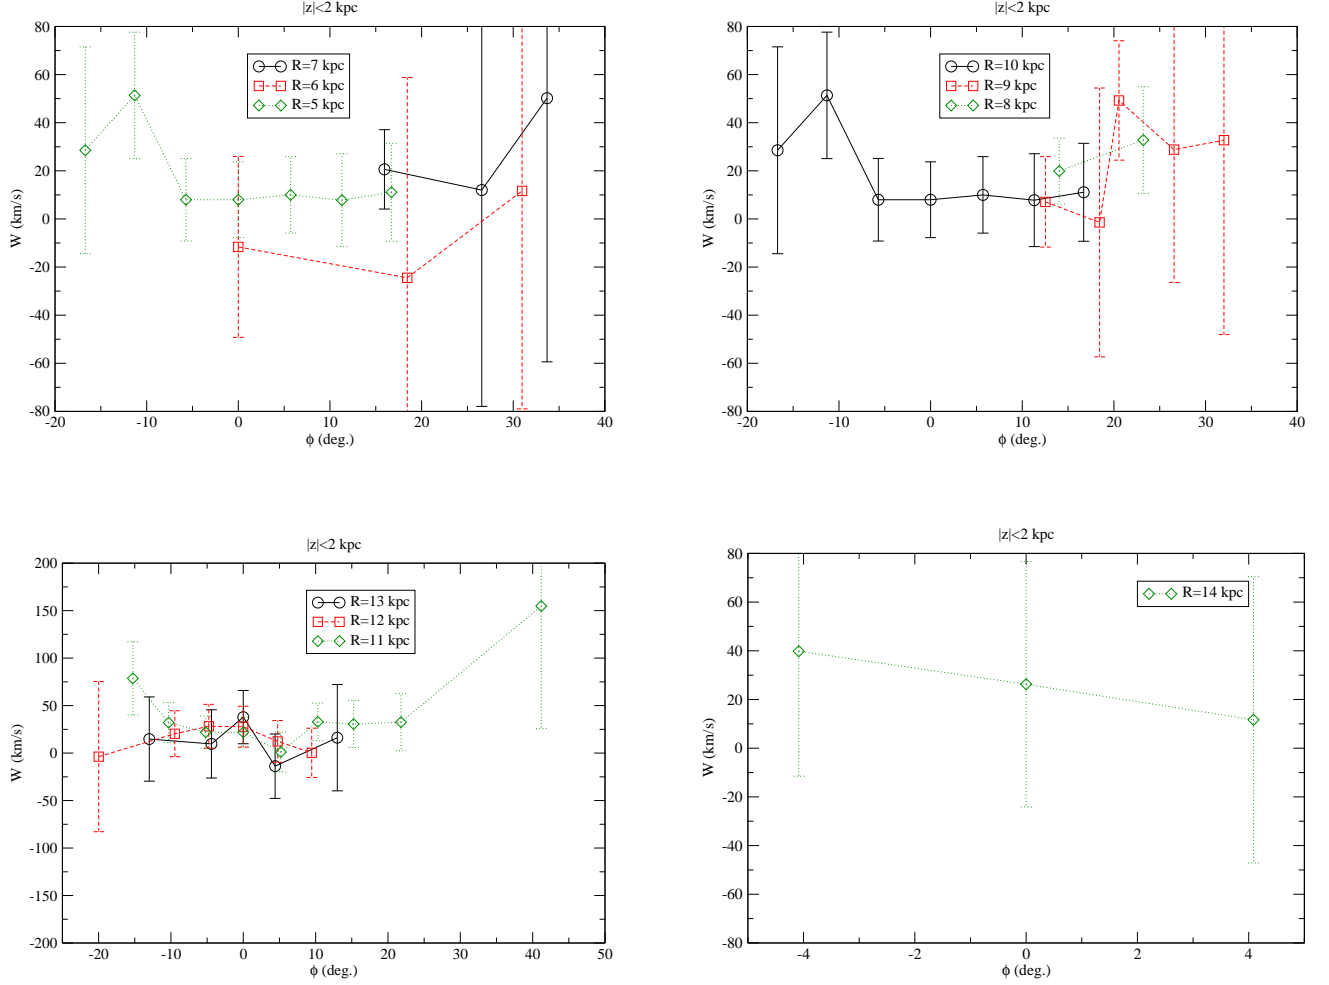 |z|<2 kpc
80
60
40
20
0
-20
-40
-60
-80
W (km/s)
R=7 kpc
R=6 kpc
R=5 kpc
-20
-10
0
10
20
30
40
ϕ (deg.)
|z|<2 kpc
80
60
40
20
0
-20
-40
-60
-80
W (km/s)
R=10 kpc
R=9 kpc
R=8 kpc
-20
-10
0
10
20
30
40
ϕ (deg.)
|z|<2 kpc
200
150
100
50
0
-50
-100
-150
-200
W (km/s)
R=13 kpc
R=12 kpc
R=11 kpc
-20
-10
0
10
20
30
40
50
ϕ (deg.)
|z|<2 kpc
80
60
40
20
0
-20
-40
-60
-80
W (km/s)
R=14 kpc
-4
-2
0
2
4
ϕ (deg.)